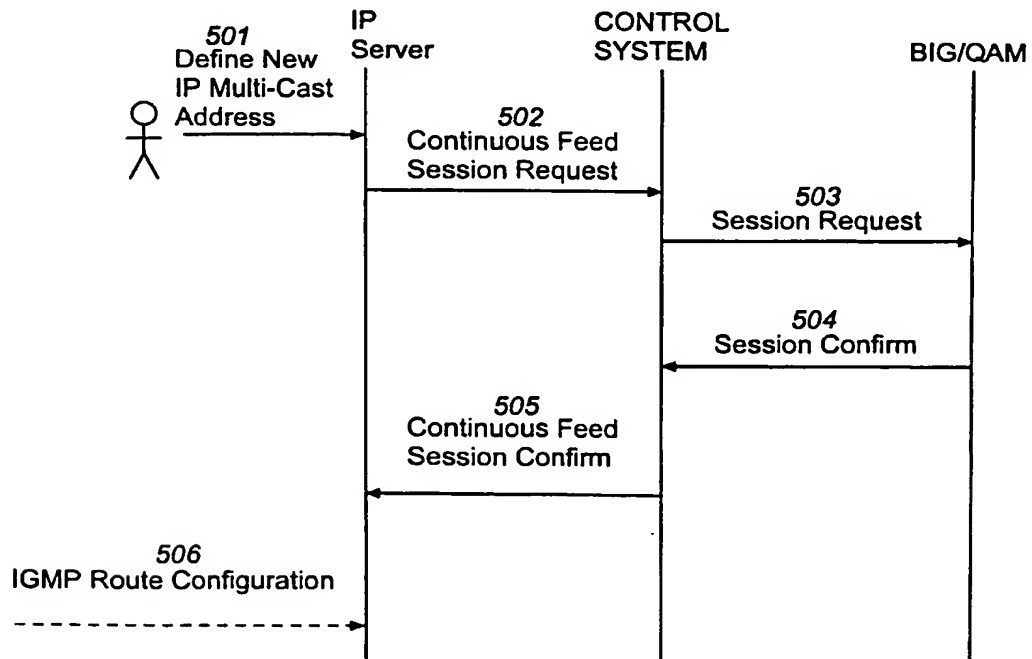 IP
Server
CONTROL
SYSTEM
BIG/QAM
501
Define New
IP Multi-Cast
Address
502
Continuous Feed
Session Request
503
Session Request
504
Session Confirm
505
Continuous Feed
Session Confirm
506
IGMP Route Configuration